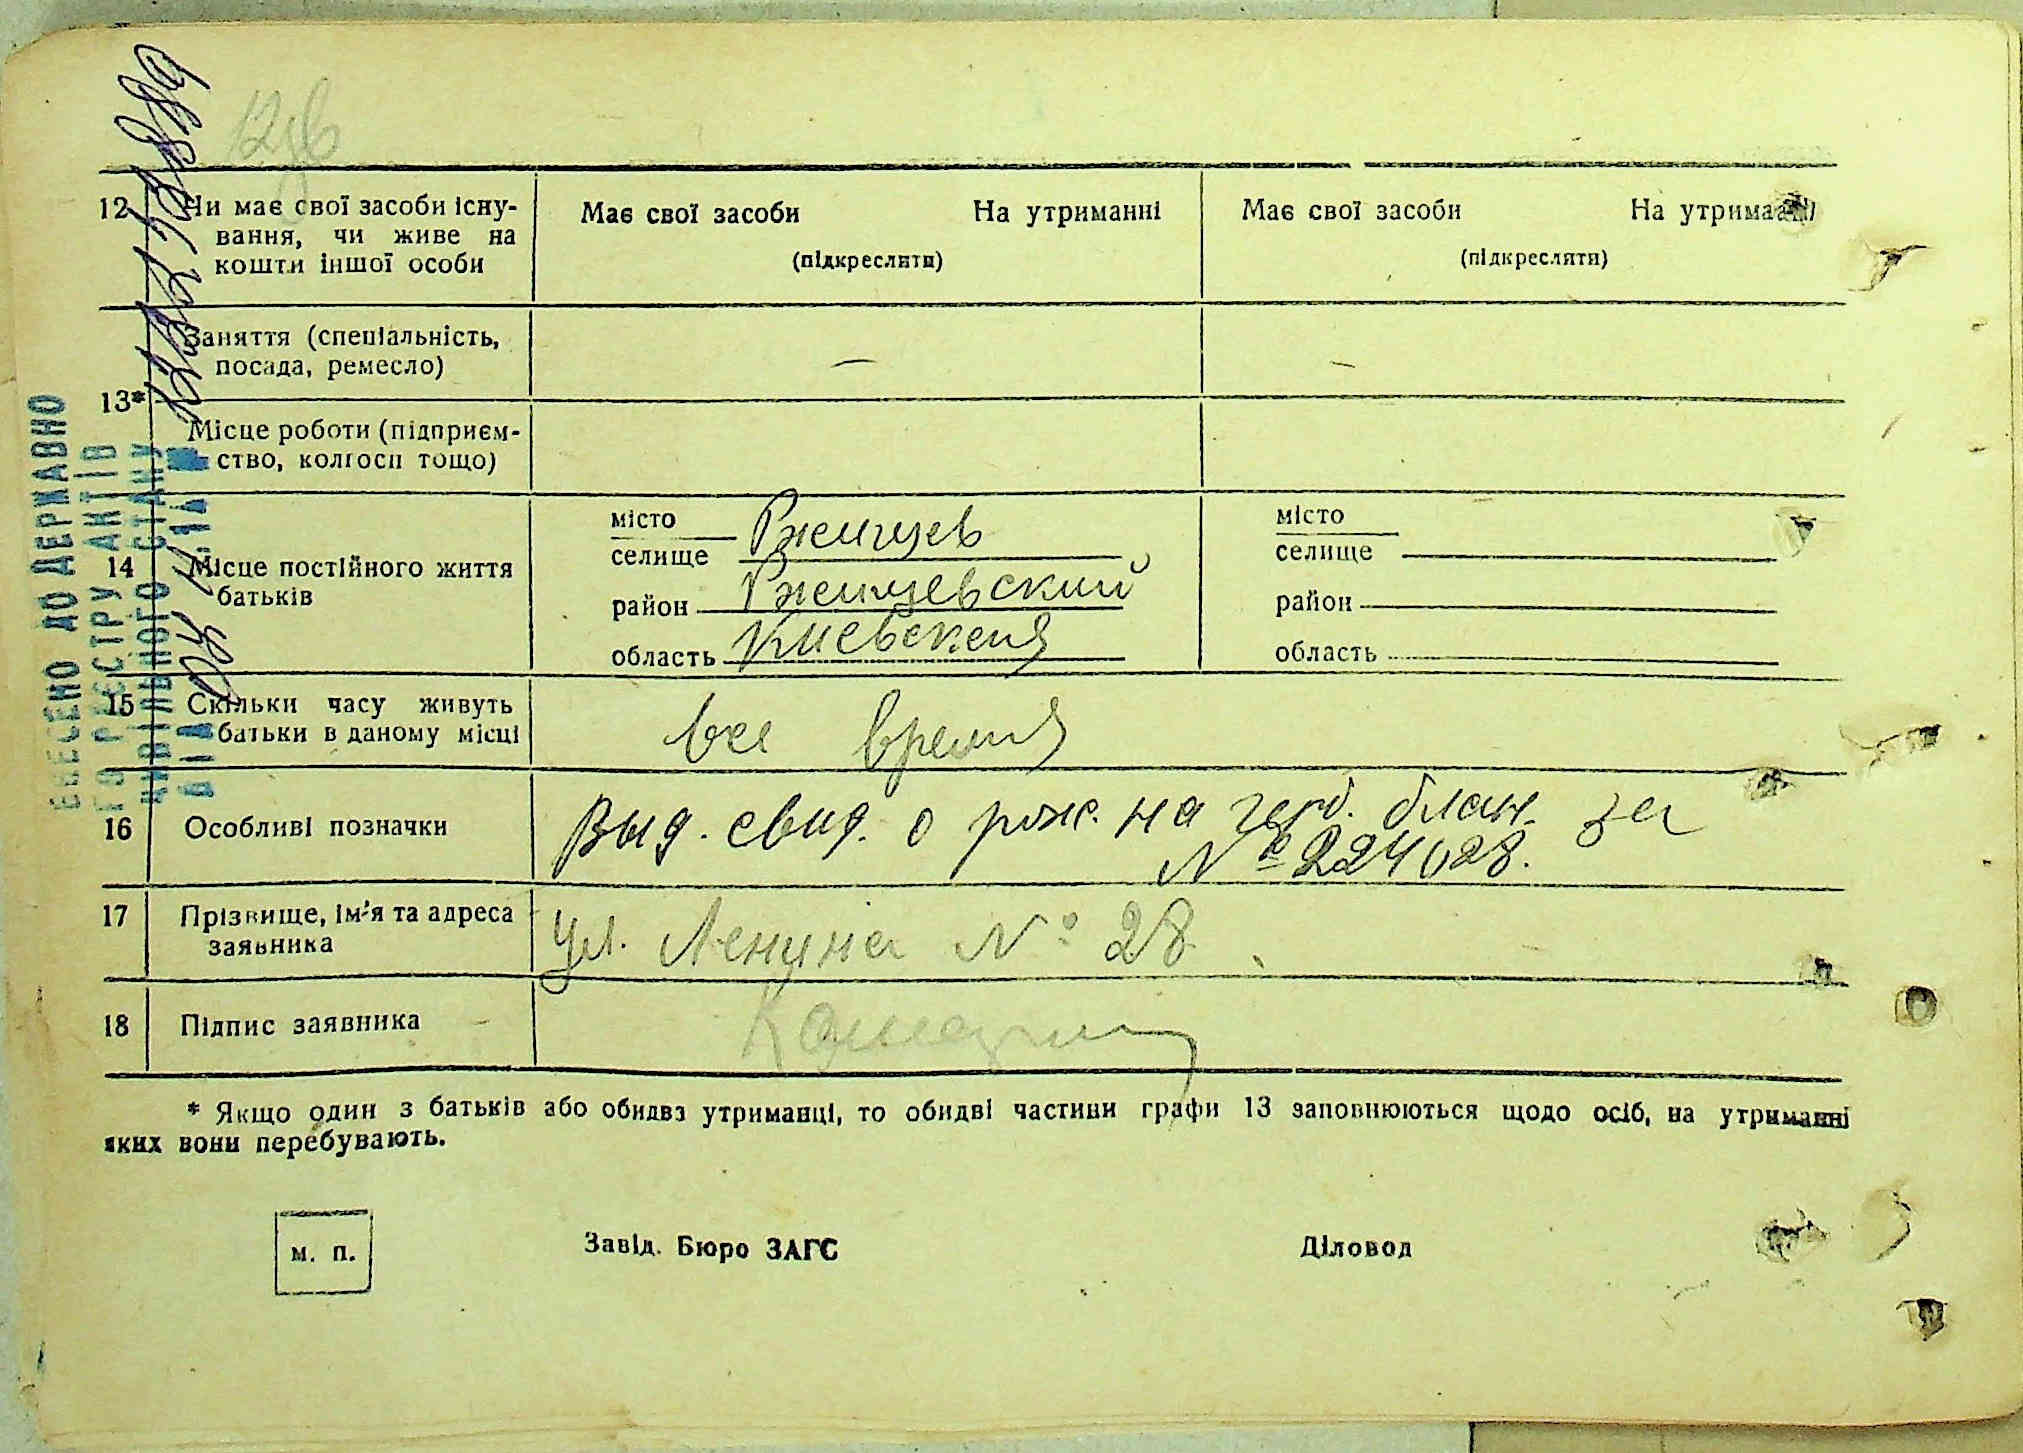 12 Чи має свої засоби існу-
вання, чи живе на
кошти іншої особи
Має свої засоби На утриманні
(підкреслити)
Має свої засоби На утриманні
(підкреслити)
13*
Заняття (спеціальність,
посада, ремесло)
—
—
Місце роботи (підприєм-
ство, колгосп тощо)
14 Місце постійного життя
батьків
місто
селище Ржищев
район Ржищевский
область Киевская
місто
селище
район
область
15 Скільки часу живуть
батьки в даному місці
все время
16 Особливі позначки
Выд. свид. о рож. на герб. блан. за
№ 224028.
17 Прізвище, ім'я та адреса
заявника
ул. Ленина № 28
18 Підпис заявника
* Якщо один з батьків або обидва утриманці, то обидві частини графи 13 заповнюються щодо осіб, на утриманні
яких вони перебувають.
м. п.
Завід. Бюро ЗАГС
Діловод
ВНЕСЕНО ДО ДЕРЖАВНО
ГО РЕЄСТРУ АКТІВ
ЦИВІЛЬНОГО СТАНУ